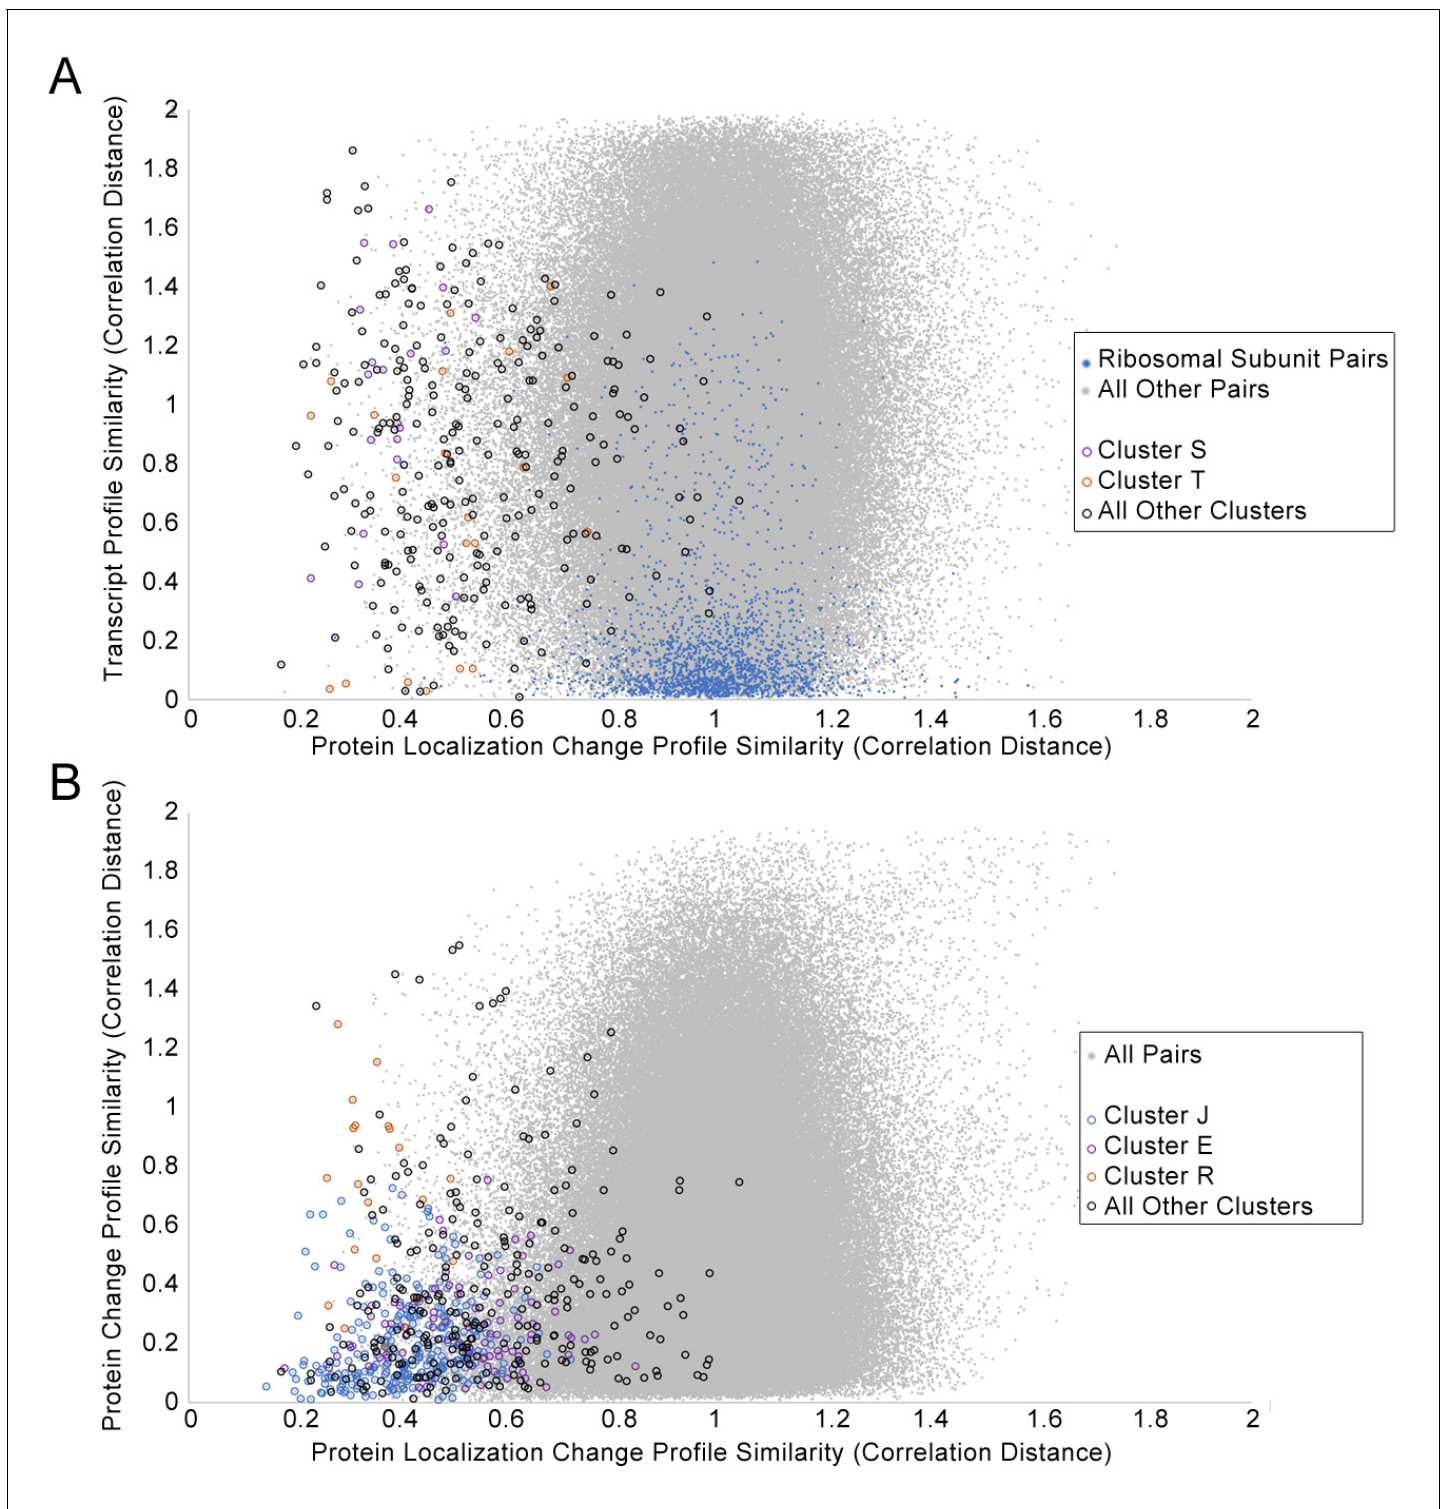 A
Transcript Profile Similarity (Correlation Distance)
2
1.8
1.6
1.4
1.2
1
0.8
0.6
0.4
0.2
0
0 0.2 0.4 0.6 0.8 1 1.2 1.4 1.6 1.8 2
Protein Localization Change Profile Similarity (Correlation Distance)
Ribosomal Subunit Pairs
All Other Pairs
Cluster S
Cluster T
All Other Clusters
B
Protein Change Profile Similarity (Correlation Distance)
2
1.8
1.6
1.4
1.2
1
0.8
0.6
0.4
0.2
0
0 0.2 0.4 0.6 0.8 1 1.2 1.4 1.6 1.8 2
Protein Localization Change Profile Similarity (Correlation Distance)
All Pairs
Cluster J
Cluster E
Cluster R
All Other Clusters